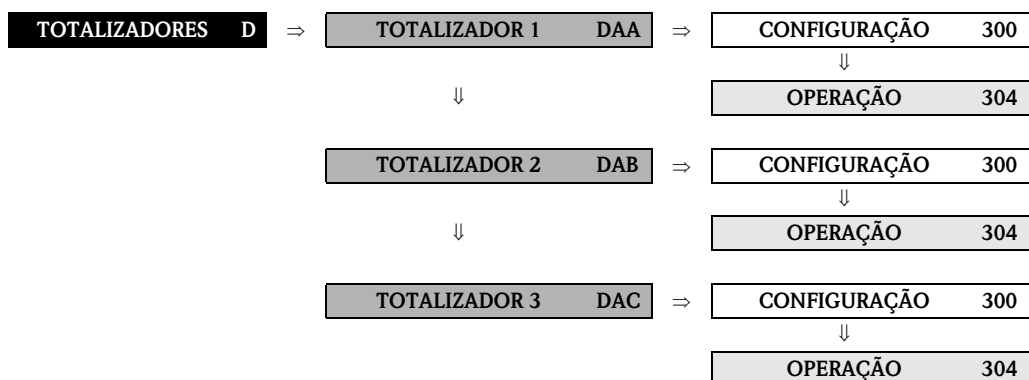 TOTALIZADORES D ⇒ TOTALIZADOR 1 DAA ⇒ CONFIGURAÇÃO 300
⇓
⇓ OPERAÇÃO 304
TOTALIZADOR 2 DAB ⇒ CONFIGURAÇÃO 300
⇓
⇓ OPERAÇÃO 304
TOTALIZADOR 3 DAC ⇒ CONFIGURAÇÃO 300
⇓
OPERAÇÃO 304